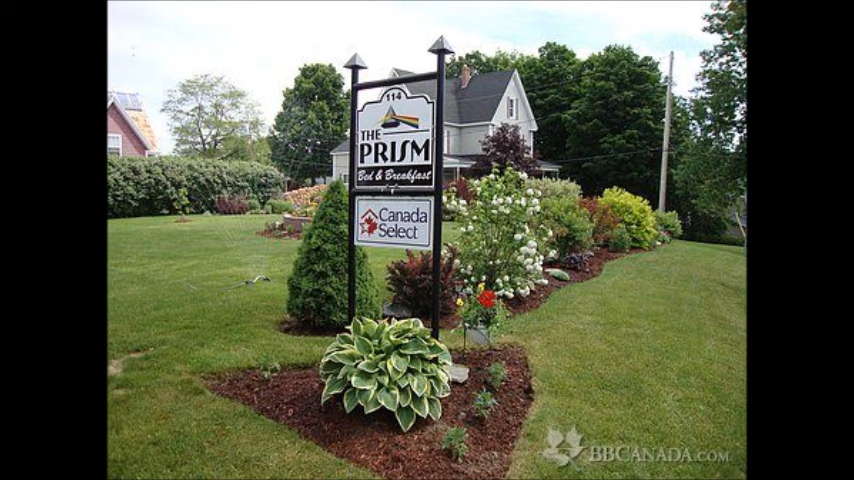 114
THE
PRISM
Bed & Breakfast
Canada
Select
BBCANADA.COM